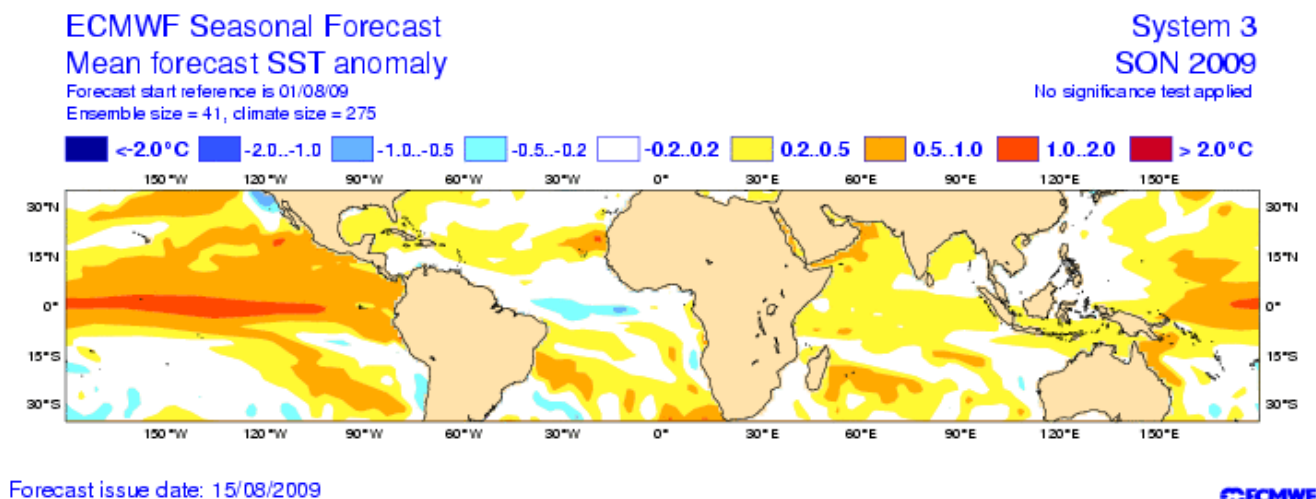 ECMWF Seasonal Forecast
Mean forecast SST anomaly
Forecast start reference is 01/08/09
Ensemble size = 41, climate size = 275
System 3
SON 2009
No significance test applied
<-2.0°C -2.0..-1.0 -1.0..-0.5 -0.5..-0.2 -0.2..0.2 0.2..0.5 0.5..1.0 1.0..2.0 > 2.0°C
150°W 120°W 90°W 60°W 30°W 0° 30°E 60°E 90°E 120°E 150°E
30°N 30°N
15°N 15°N
0° 0°
15°S 15°S
30°S 30°S
150°W 120°W 90°W 60°W 30°W 0° 30°E 60°E 90°E 120°E 150°E
Forecast issue date: 15/08/2009
ECMWF